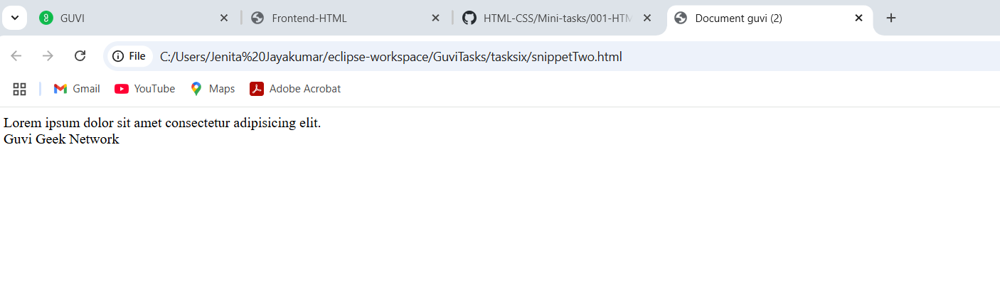 GUVI
Frontend-HTML
HTML-CSS/Mini-tasks/001-HTM
Document guvi (2)
File C:/Users/Jenita%20Jayakumar/eclipse-workspace/GuviTasks/tasksix/snippetTwo.html
Gmail YouTube Maps Adobe Acrobat
Lorem ipsum dolor sit amet consectetur adipisicing elit.
Guvi Geek Network